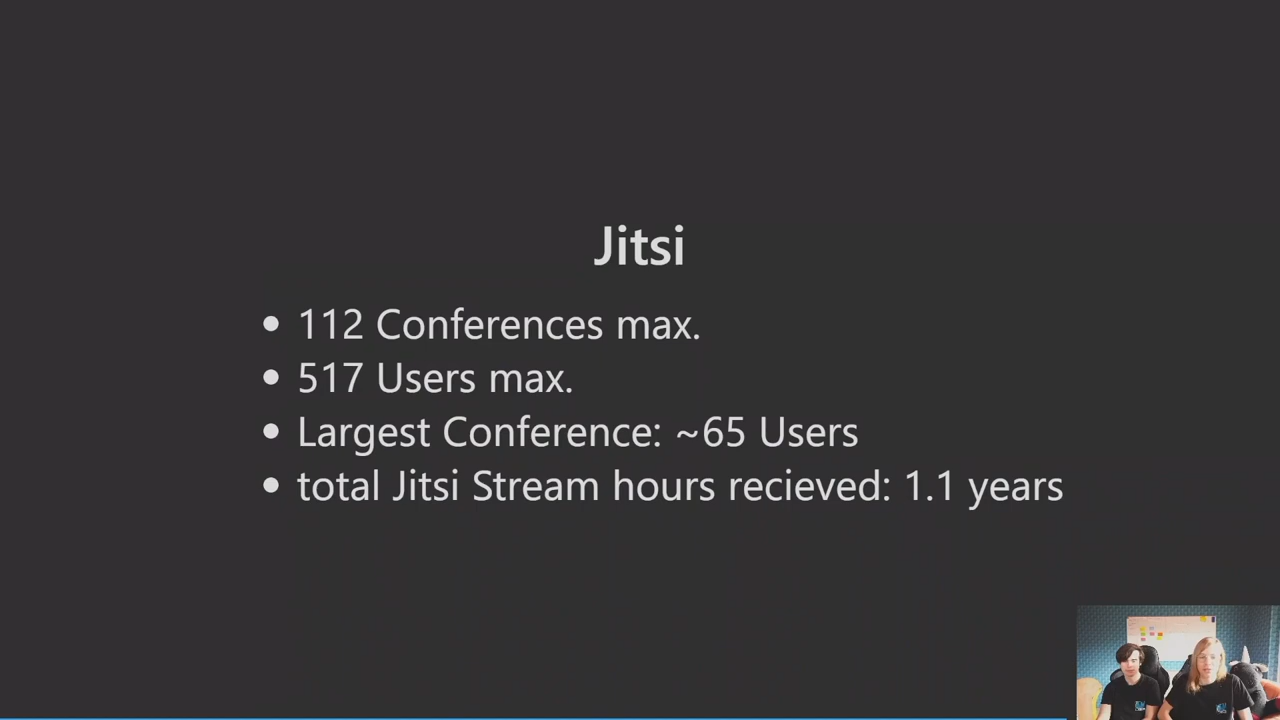 Jitsi
112 Conferences max.
517 Users max.
Largest Conference: ~65 Users
total Jitsi Stream hours recieved: 1.1 years